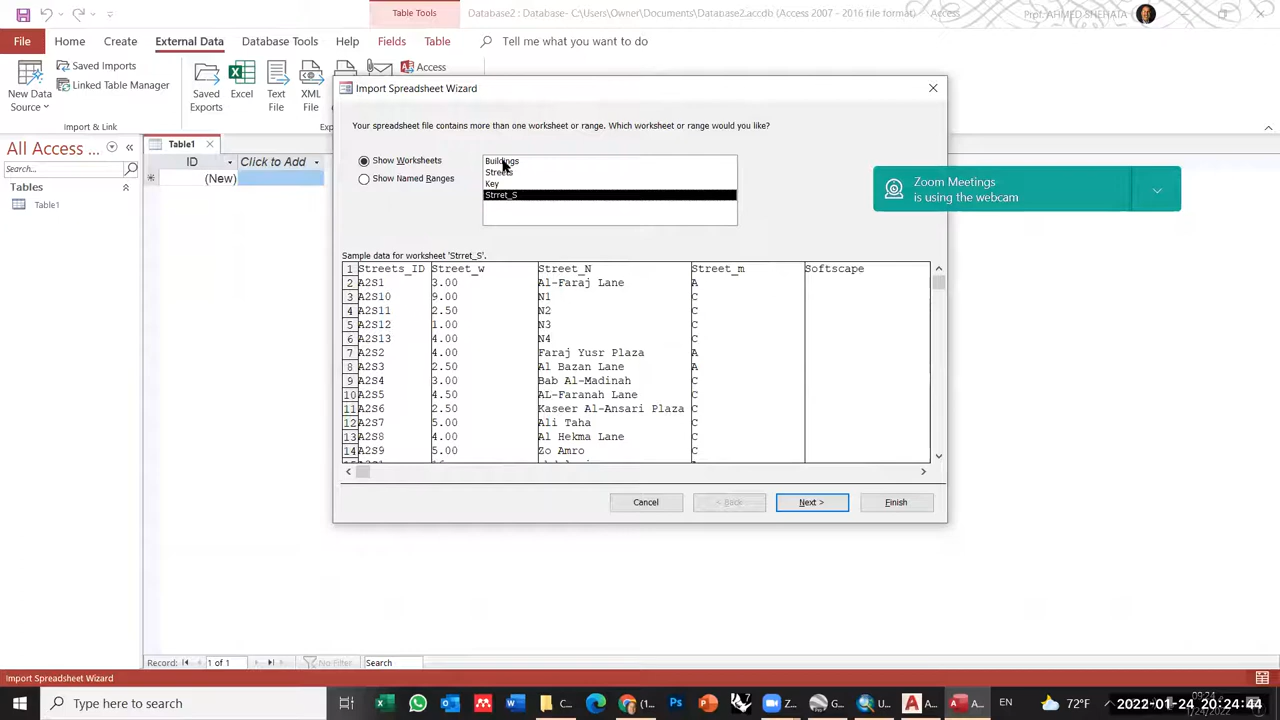 Table Tools
Database2 : Database- C:\Users\Owner\Documents\Database2.accdb (Access 2007 - 2016 file format) - Access
Prof. AHMED SHEHATA
File Home Create External Data Database Tools Help Fields Table Tell me what you want to do
New Data Source
Saved Imports
Linked Table Manager
Import & Link
Saved Exports
Excel
Text File
XML File
Access
All Access ...
Search...
Tables
Table1
Table1
ID Click to Add
(New)
Import Spreadsheet Wizard
Your spreadsheet file contains more than one worksheet or range. Which worksheet or range would you like?
Show Worksheets
Show Named Ranges
Buildings
Streets
Key
Strret_S
Zoom Meetings
is using the webcam
Sample data for worksheet 'Strret_S'.
1 Streets_ID Street_w Street_N Street_m Softscape
2 A2S1 3.00 Al-Faraj Lane A
3 A2S10 9.00 N1 C
4 A2S11 2.50 N2 C
5 A2S12 1.00 N3 C
6 A2S13 4.00 N4 C
7 A2S2 4.00 Faraj Yusr Plaza A
8 A2S3 2.50 Al Bazan Lane A
9 A2S4 3.00 Bab Al-Madinah C
10 A2S5 4.50 AL-Faranah Lane C
11 A2S6 2.50 Kaseer Al-Ansari Plaza C
12 A2S7 5.00 Ali Taha C
13 A2S8 4.00 Al Hekma Lane C
14 A2S9 5.00 Zo Amro C
Cancel < Back Next > Finish
Record: 1 of 1 No Filter Search
Import Spreadsheet Wizard
Type here to search
EN 72°F
2022-01-24 20:24:44